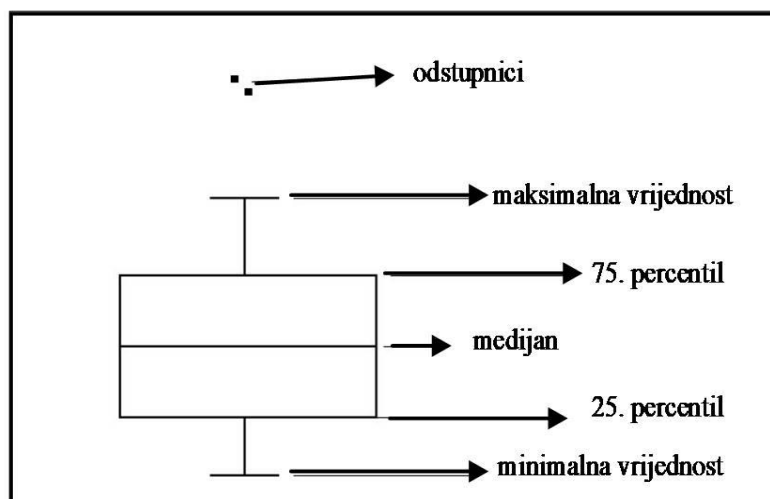 odstupnici
maksimalna vrijednost
75. percentil
medijan
25. percentil
minimalna vrijednost